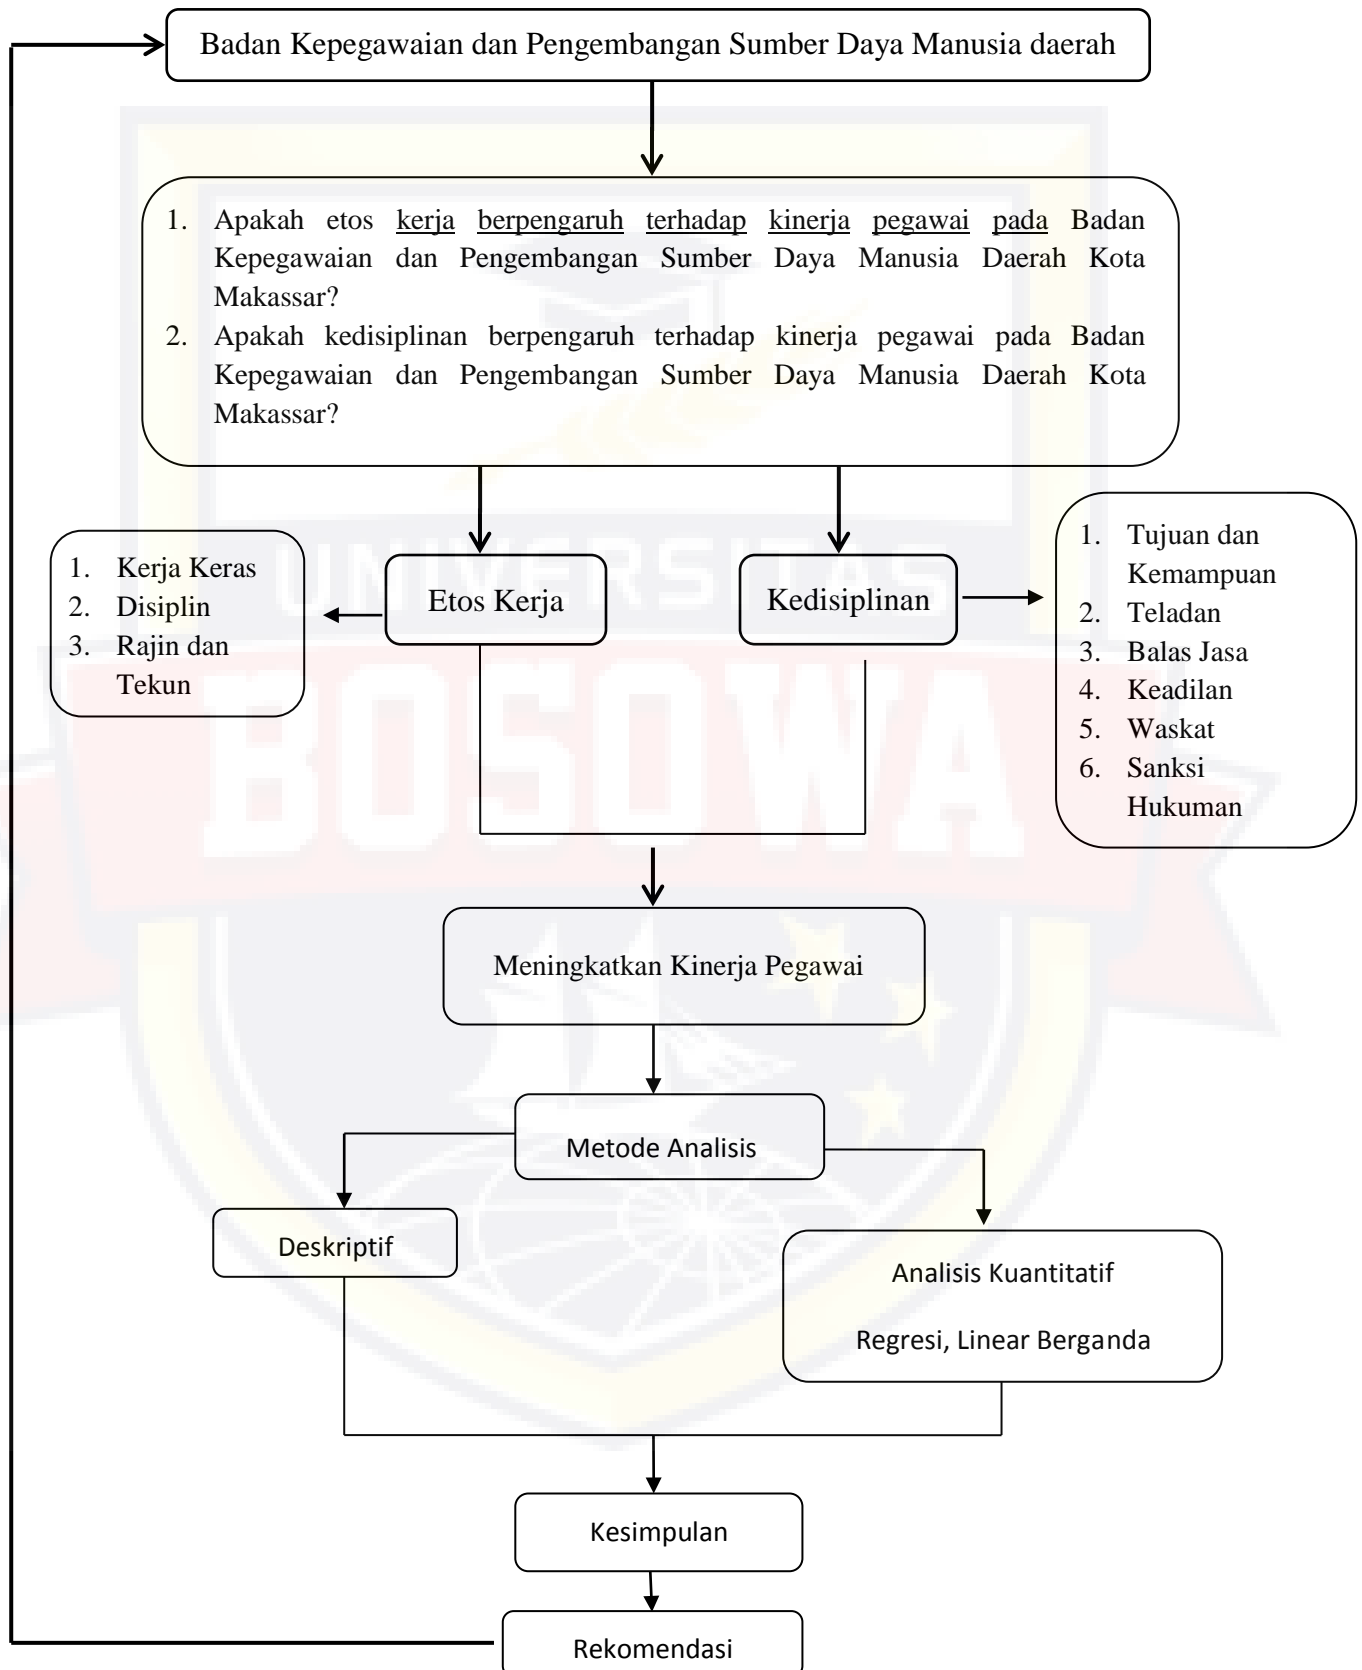 Badan Kepegawaian dan Pengembangan Sumber Daya Manusia daerah
1. Apakah etos kerja berpengaruh terhadap kinerja pegawai pada Badan
Kepegawaian dan Pengembangan Sumber Daya Manusia Daerah Kota
Makassar?
2. Apakah kedisiplinan berpengaruh terhadap kinerja pegawai pada Badan
Kepegawaian dan Pengembangan Sumber Daya Manusia Daerah Kota
Makassar?
1. Kerja Keras
2. Disiplin
3. Rajin dan
Tekun
Etos Kerja
Kedisiplinan
1. Tujuan dan
Kemampuan
2. Teladan
3. Balas Jasa
4. Keadilan
5. Waskat
6. Sanksi
Hukuman
UNIVERSITAS
BOSOWA
Meningkatkan Kinerja Pegawai
Metode Analisis
Deskriptif
Analisis Kuantitatif
Regresi, Linear Berganda
Kesimpulan
Rekomendasi